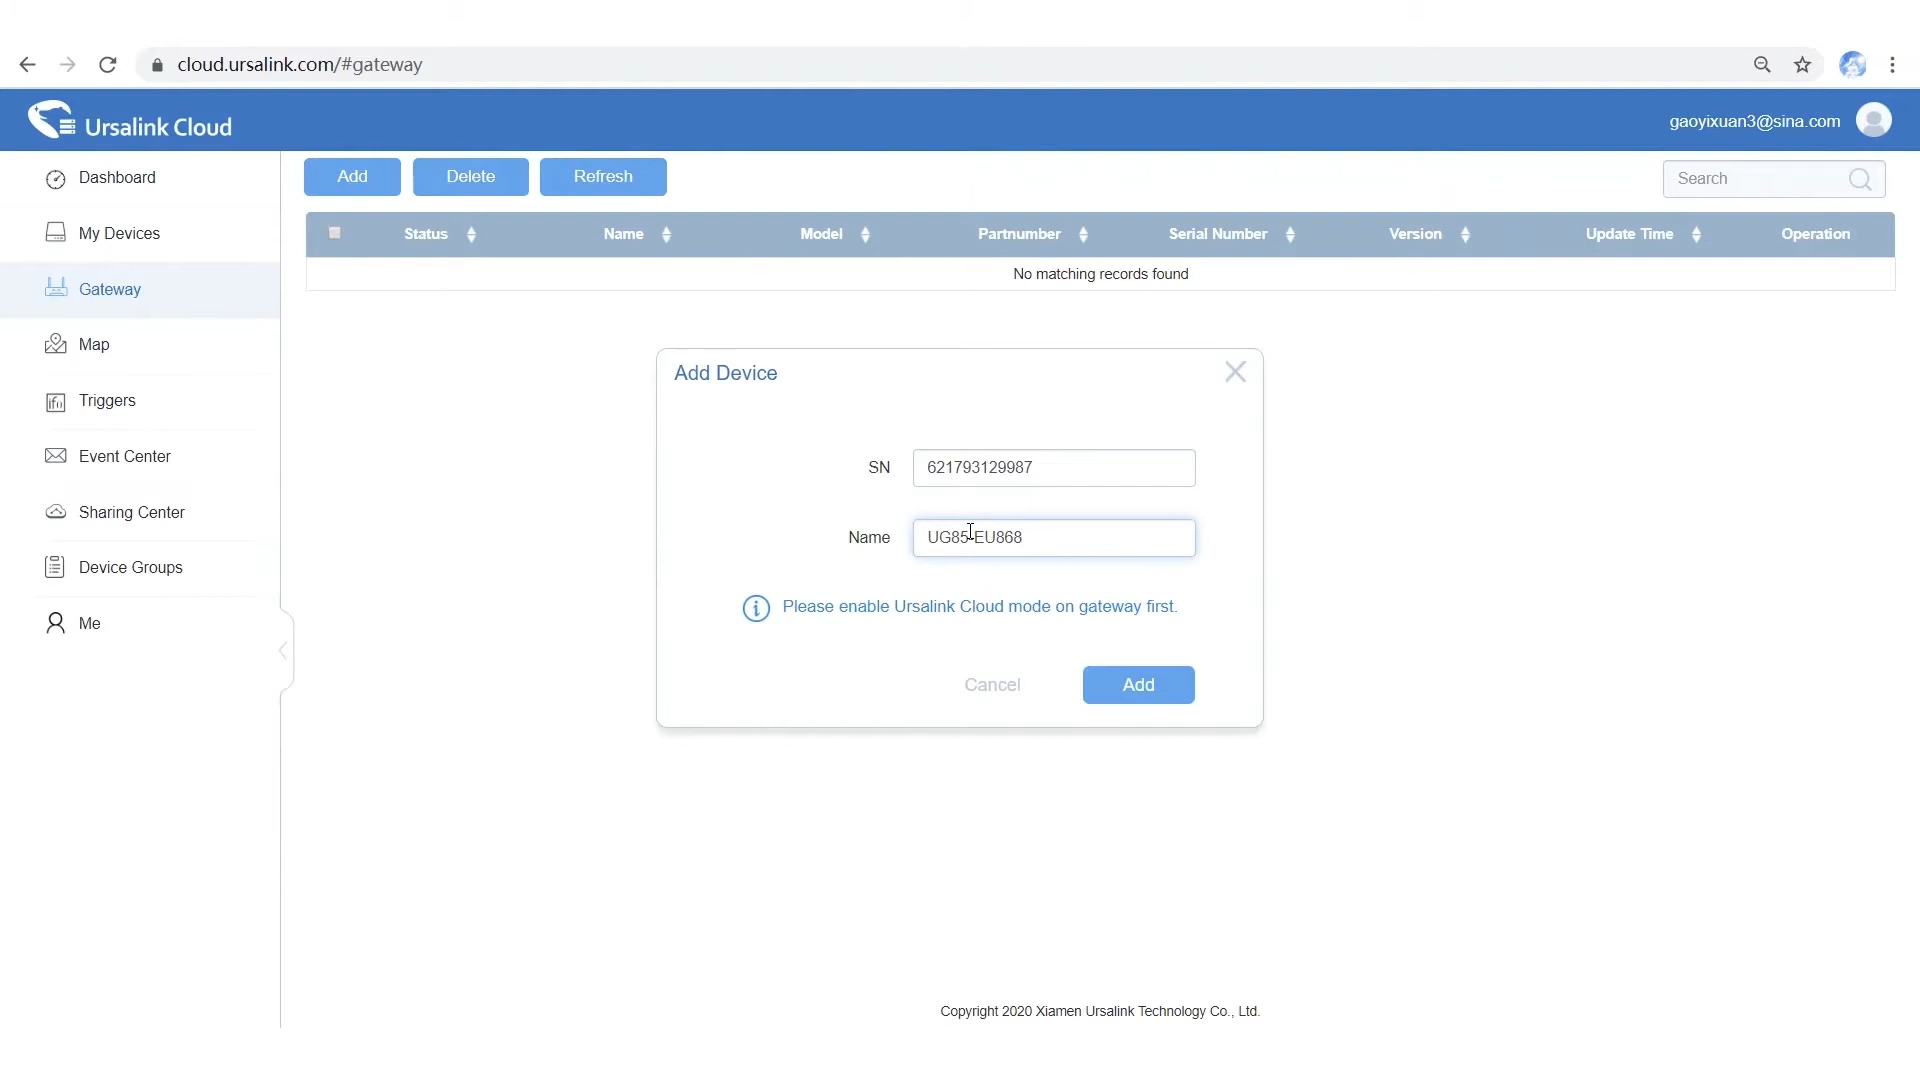 cloud.ursalink.com/#gateway
Ursalink Cloud
gaoyixuan3@sina.com
Dashboard
My Devices
Gateway
Map
Triggers
Event Center
Sharing Center
Device Groups
Me
Add Delete Refresh
Search
Status Name Model Partnumber Serial Number Version Update Time Operation
No matching records found
Add Device
SN 621793129987
Name UG85-EU868
Please enable Ursalink Cloud mode on gateway first.
Cancel Add
Copyright 2020 Xiamen Ursalink Technology Co., Ltd.